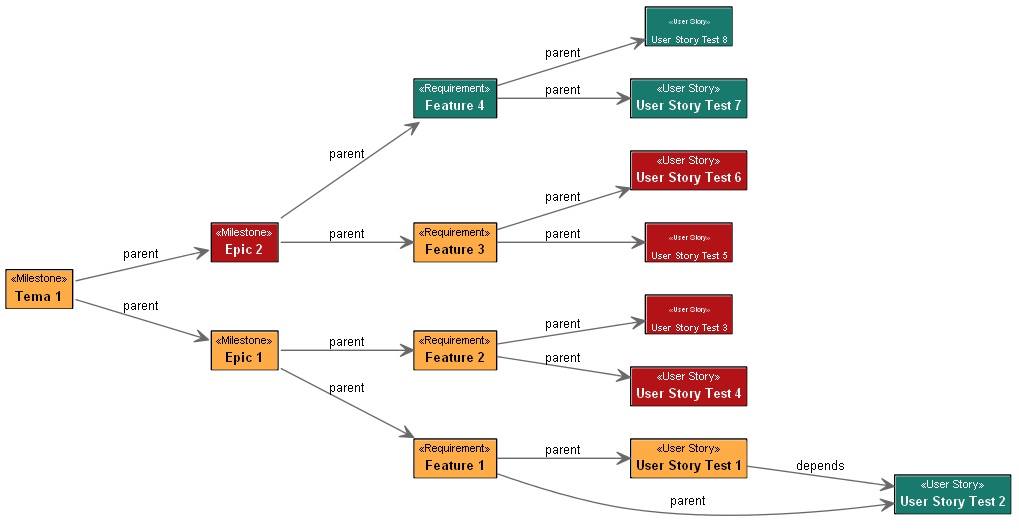 «User Story»
User Story Test 8
parent
«Requirement»
Feature 4
parent
«User Story»
User Story Test 7
parent
«User Story»
User Story Test 6
parent
«Milestone»
Epic 2
parent
«Requirement»
Feature 3
parent
«User Story»
User Story Test 5
parent
«Milestone»
Tema 1
parent
«User Story»
User Story Test 3
parent
«Milestone»
Epic 1
parent
«Requirement»
Feature 2
parent
«User Story»
User Story Test 4
parent
«Requirement»
Feature 1
parent
«User Story»
User Story Test 1
depends
parent
«User Story»
User Story Test 2